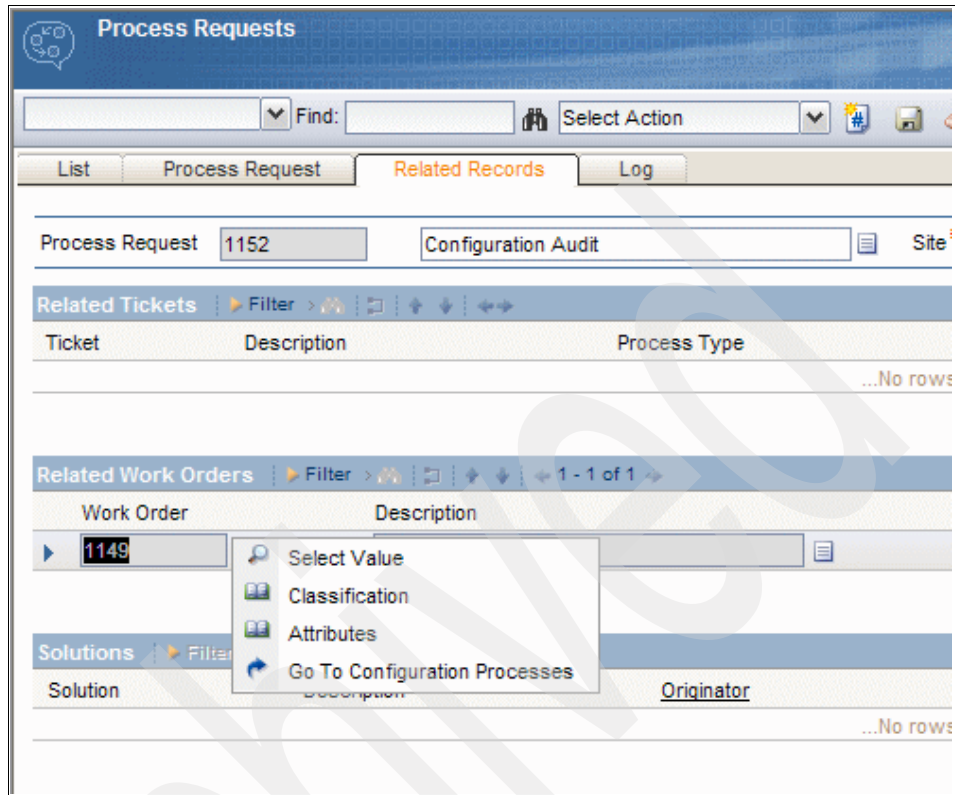 Process Requests
Find: Select Action
List Process Request Related Records Log
Process Request 1152 Configuration Audit Site
Related Tickets Filter
Ticket Description Process Type
...No rows
Related Work Orders Filter 1 - 1 of 1
Work Order Description
1149
Select Value
Classification
Attributes
Go To Configuration Processes
Solutions Filter
Solution Description Originator
...No rows